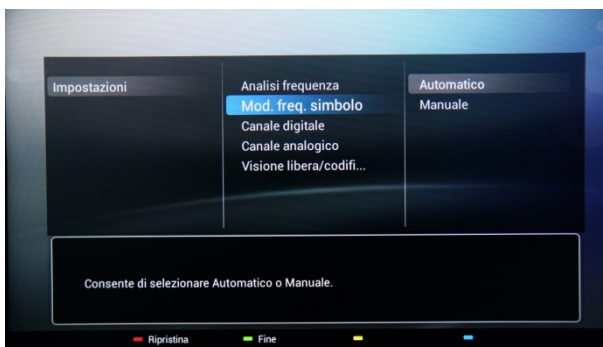 Impostazioni
Analisi frequenza
Mod. freq. simbolo
Canale digitale
Canale analogico
Visione libera/codifi...
Automatico
Manuale
Consente di selezionare Automatico o Manuale.
Ripristina
Fine